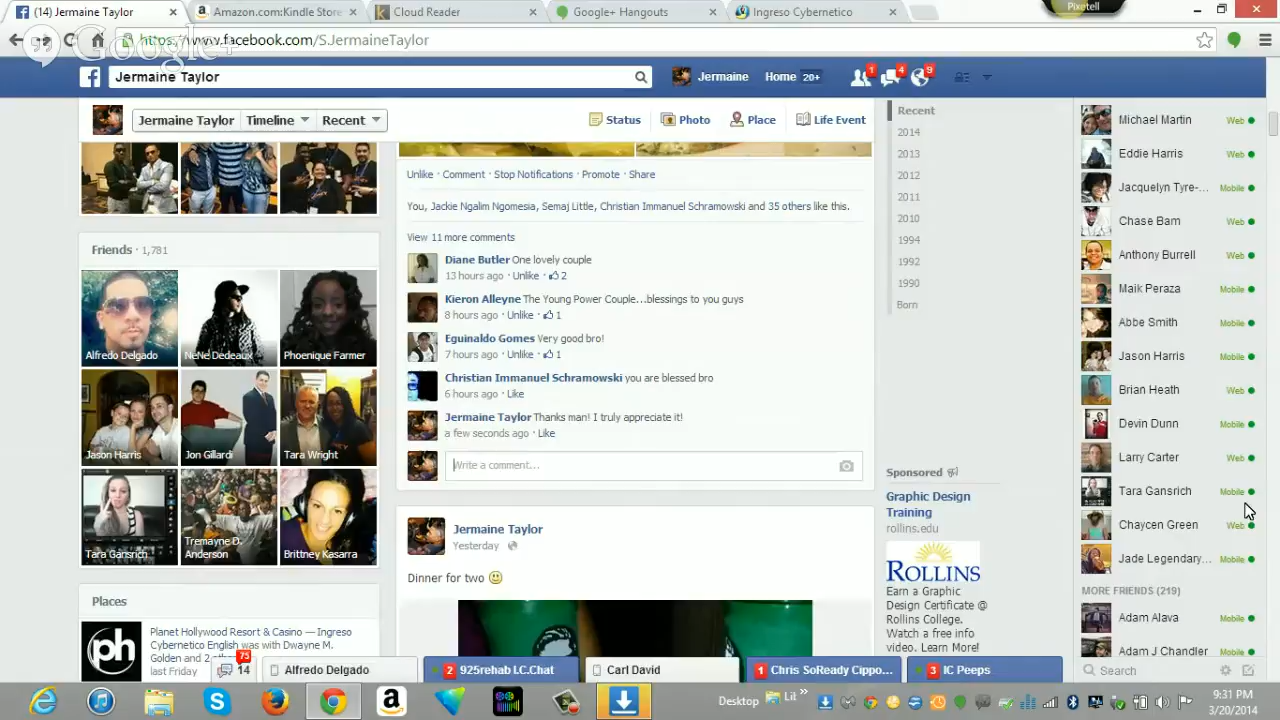 (14) Jermaine Taylor
Amazon.com:Kindle Store
Cloud Reader
Google+ Hangouts
Ingreso Cybernetico
Pixetell
https://www.facebook.com/SJermaineTaylor
Google+
Jermaine Taylor
Jermaine
Home 20+
1
4
9
Jermaine Taylor
Timeline
Recent
Status
Photo
Place
Life Event
Friends · 1,781
Alfredo Delgado
NeNe Dedeaux
Phoenique Farmer
Jason Harris
Jon Gillardi
Tara Wright
Tara Gansrich
Tremayne D. Anderson
Brittney Kasarra
Places
ph
Planet Hollywood Resort & Casino — Ingreso
Cybernetico English was with Dwayne M.
last Friday
Unlike · Comment · Stop Notifications · Promote · Share
You, Jackie Ngalim Ngomesia, Semaj Little, Christian Immanuel Schramowski and 35 others like this.
View 11 more comments
Diane Butler One lovely couple
13 hours ago · Unlike · 2
Kieron Alleyne The Young Power Couple...blessings to you guys
8 hours ago · Unlike · 1
Eguinaldo Gomes Very good bro!
7 hours ago · Unlike · 1
Christian Immanuel Schramowski you are blessed bro
6 hours ago · Like
Jermaine Taylor Thanks man! I truly appreciate it!
a few seconds ago · Like
Write a comment...
Jermaine Taylor
Yesterday ·
Dinner for two
Recent
2014
2013
2012
2011
2010
1994
1992
1990
Born
Sponsored
Graphic Design
Training
rollins.edu
ROLLINS
Earn a Graphic
Design Certificate @
Rollins College.
Watch a free info
video. Learn More!
Michael Martin Web
Eddie Harris Web
Jacquelyn Tyre-... Mobile
Chase Bam Web
Anthony Burrell Web
Maik Peraza Mobile
Abbe Smith Mobile
Jason Harris Mobile
Brian Heath Web
Devin Dunn Mobile
Larry Carter Web
Tara Gansrich Mobile
Chaycen Green Web
Jade Legendary... Mobile
MORE FRIENDS (219)
Adam Alava Mobile
Adam J Chandler Mobile
Search
75
14
Alfredo Delgado
2 925rehab LC.Chat
Carl David
1 Chris SoReady Cippo...
3 IC Peeps
Desktop
Lil
9:31 PM
3/20/2014